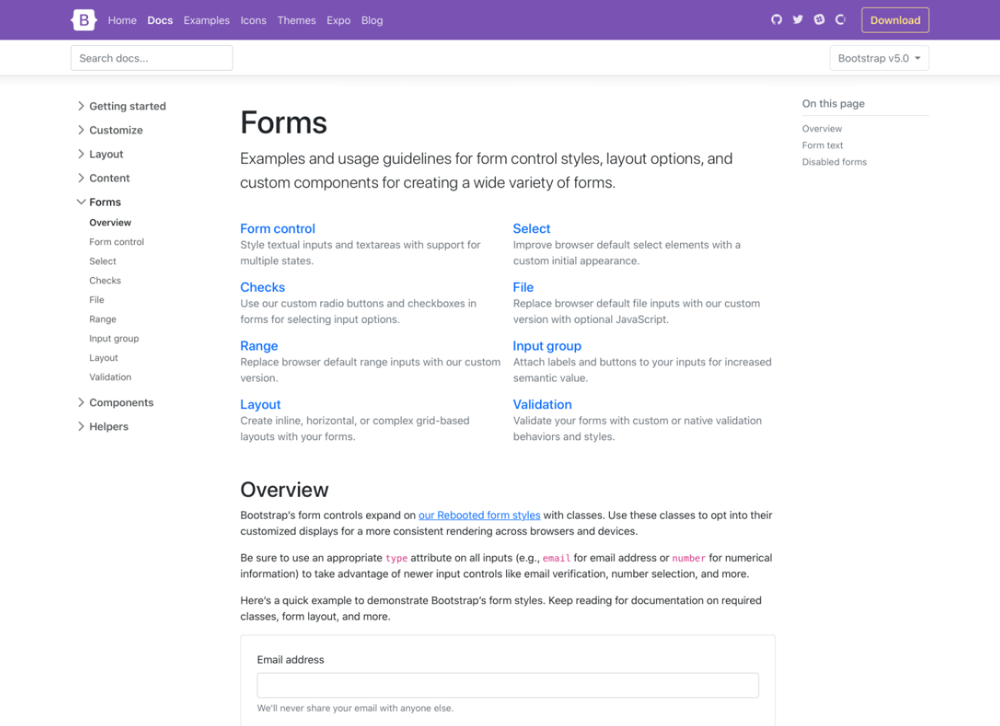 B Home Docs Examples Icons Themes Expo Blog Download
Search docs... Bootstrap v5.0
Getting started
Customize
Layout
Content
Forms
Overview
Form control
Select
Checks
File
Range
Input group
Layout
Validation
Components
Helpers
Forms
Examples and usage guidelines for form control styles, layout options, and
custom components for creating a wide variety of forms.
Form control
Style textual inputs and textareas with support for
multiple states.
Select
Improve browser default select elements with a
custom initial appearance.
Checks
Use our custom radio buttons and checkboxes in
forms for selecting input options.
File
Replace browser default file inputs with our custom
version with optional JavaScript.
Range
Replace browser default range inputs with our custom
version.
Input group
Attach labels and buttons to your inputs for increased
semantic value.
Layout
Create inline, horizontal, or complex grid-based
layouts with your forms.
Validation
Validate your forms with custom or native validation
behaviors and styles.
Overview
Bootstrap's form controls expand on our Rebooted form styles with classes. Use these classes to opt into their
customized displays for a more consistent rendering across browsers and devices.
Be sure to use an appropriate type attribute on all inputs (e.g., email for email address or number for numerical
information) to take advantage of newer input controls like email verification, number selection, and more.
Here's a quick example to demonstrate Bootstrap's form styles. Keep reading for documentation on required
classes, form layout, and more.
Email address
We'll never share your email with anyone else.
On this page
Overview
Form text
Disabled forms